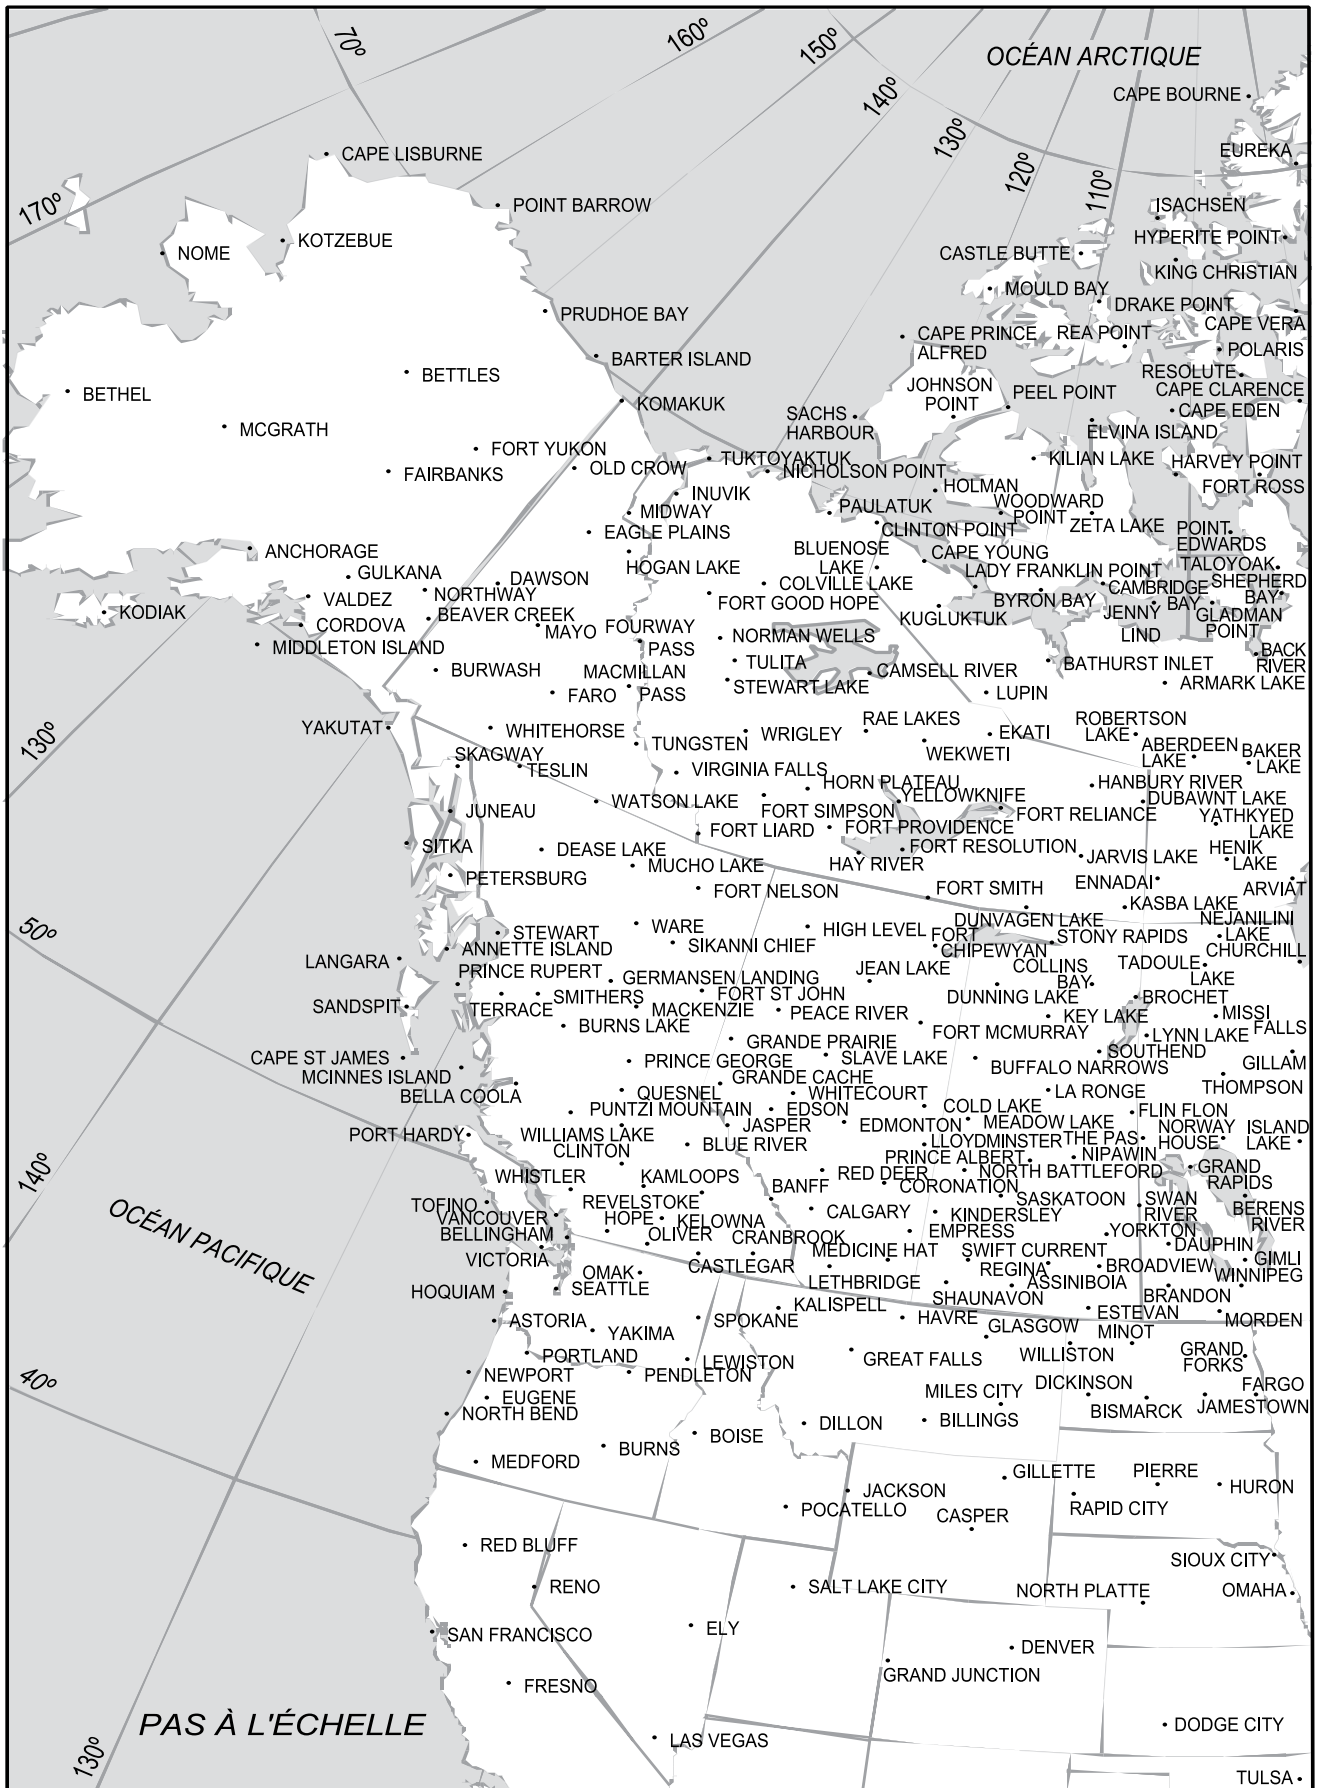 70º
160º
150º
OCÉAN ARCTIQUE
140º
CAPE BOURNE
130º
EUREKA
CAPE LISBURNE
120º
110º
170º
POINT BARROW
ISACHSEN
NOME
KOTZEBUE
HYPERITE POINT
CASTLE BUTTE
KING CHRISTIAN
MOULD BAY
DRAKE POINT
PRUDHOE BAY
CAPE VERA
CAPE PRINCE
ALFRED
REA POINT
POLARIS
BARTER ISLAND
RESOLUTE
BETTLES
JOHNSON
POINT
PEEL POINT
CAPE CLARENCE
BETHEL
KOMAKUK
CAPE EDEN
SACHS
HARBOUR
MCGRATH
ELVINA ISLAND
FORT YUKON
TUKTOYAKTUK
KILIAN LAKE
HARVEY POINT
FAIRBANKS
OLD CROW
NICHOLSON POINT
FORT ROSS
INUVIK
HOLMAN
MIDWAY
PAULATUK
WOODWARD
POINT
ZETA LAKE
POINT
EDWARDS
EAGLE PLAINS
CLINTON POINT
ANCHORAGE
BLUENOSE
LAKE
CAPE YOUNG
HOGAN LAKE
TALOYOAK
GULKANA
DAWSON
COLVILLE LAKE
LADY FRANKLIN POINT
SHEPHERD
BAY
VALDEZ
NORTHWAY
FORT GOOD HOPE
BYRON BAY
CAMBRIDGE
BAY
KODIAK
BEAVER CREEK
KUGLUKTUK
JENNY
LIND
GLADMAN
POINT
CORDOVA
MAYO
FOURWAY
PASS
NORMAN WELLS
MIDDLETON ISLAND
TULITA
BACK
RIVER
BURWASH
MACMILLAN
PASS
CAMSELL RIVER
BATHURST INLET
FARO
STEWART LAKE
LUPIN
ARMARK LAKE
130º
YAKUTAT
WHITEHORSE
WRIGLEY
RAE LAKES
EKATI
ROBERTSON
LAKE
TUNGSTEN
WEKWETI
ABERDEEN
LAKE
BAKER
LAKE
SKAGWAY
TESLIN
VIRGINIA FALLS
HORN PLATEAU
HANBURY RIVER
WATSON LAKE
YELLOWKNIFE
DUBAWNT LAKE
JUNEAU
FORT SIMPSON
FORT RELIANCE
YATHKYED
LAKE
FORT LIARD
FORT PROVIDENCE
SITKA
DEASE LAKE
FORT RESOLUTION
HENIK
LAKE
MUCHO LAKE
HAY RIVER
JARVIS LAKE
PETERSBURG
FORT NELSON
FORT SMITH
ENNADAI
ARVIAT
KASBA LAKE
50º
STEWART
WARE
HIGH LEVEL
DUNVAGEN LAKE
NEJANILINI
LAKE
ANNETTE ISLAND
SIKANNI CHIEF
FORT
CHIPEWYAN
STONY RAPIDS
CHURCHILL
LANGARA
PRINCE RUPERT
JEAN LAKE
COLLINS
BAY
TADOULE
LAKE
GERMANSEN LANDING
SANDSPIT
TERRACE
SMITHERS
FORT ST JOHN
DUNNING LAKE
BROCHET
MACKENZIE
PEACE RIVER
KEY LAKE
MISSI
FALLS
BURNS LAKE
FORT MCMURRAY
LYNN LAKE
GRANDE PRAIRIE
CAPE ST JAMES
PRINCE GEORGE
SLAVE LAKE
SOUTHEND
GILLAM
MCINNES ISLAND
BUFFALO NARROWS
GRANDE CACHE
THOMPSON
BELLA COOLA
QUESNEL
WHITECOURT
LA RONGE
PUNTZI MOUNTAIN
EDSON
COLD LAKE
FLIN FLON
PORT HARDY
WILLIAMS LAKE
JASPER
EDMONTON
MEADOW LAKE
NORWAY
HOUSE
ISLAND
LAKE
CLINTON
BLUE RIVER
LLOYDMINSTER
THE PAS
PRINCE ALBERT
NIPAWIN
140º
WHISTLER
KAMLOOPS
RED DEER
NORTH BATTLEFORD
GRAND
RAPIDS
BANFF
CORONATION
TOFINO
REVELSTOKE
SASKATOON
SWAN
RIVER
BERENS
RIVER
OCÉAN PACIFIQUE
VANCOUVER
HOPE
KELOWNA
CALGARY
KINDERSLEY
BELLINGHAM
OLIVER
CRANBROOK
EMPRESS
YORKTON
DAUPHIN
VICTORIA
CASTLEGAR
MEDICINE HAT
SWIFT CURRENT
GIMLI
OMAK
REGINA
BROADVIEW
WINNIPEG
HOQUIAM
SEATTLE
LETHBRIDGE
ASSINIBOIA
SHAUNAVON
BRANDON
KALISPELL
ESTEVAN
ASTORIA
SPOKANE
HAVRE
MORDEN
YAKIMA
GLASGOW
MINOT
PORTLAND
LEWISTON
GREAT FALLS
WILLISTON
GRAND
FORKS
40º
NEWPORT
PENDLETON
DICKINSON
FARGO
EUGENE
MILES CITY
BISMARCK
JAMESTOWN
NORTH BEND
DILLON
BILLINGS
BURNS
BOISE
MEDFORD
GILLETTE
PIERRE
JACKSON
HURON
POCATELLO
CASPER
RAPID CITY
RED BLUFF
SIOUX CITY
RENO
SALT LAKE CITY
NORTH PLATTE
OMAHA
SAN FRANCISCO
ELY
DENVER
GRAND JUNCTION
FRESNO
PAS À L'ÉCHELLE
DODGE CITY
LAS VEGAS
130º
TULSA